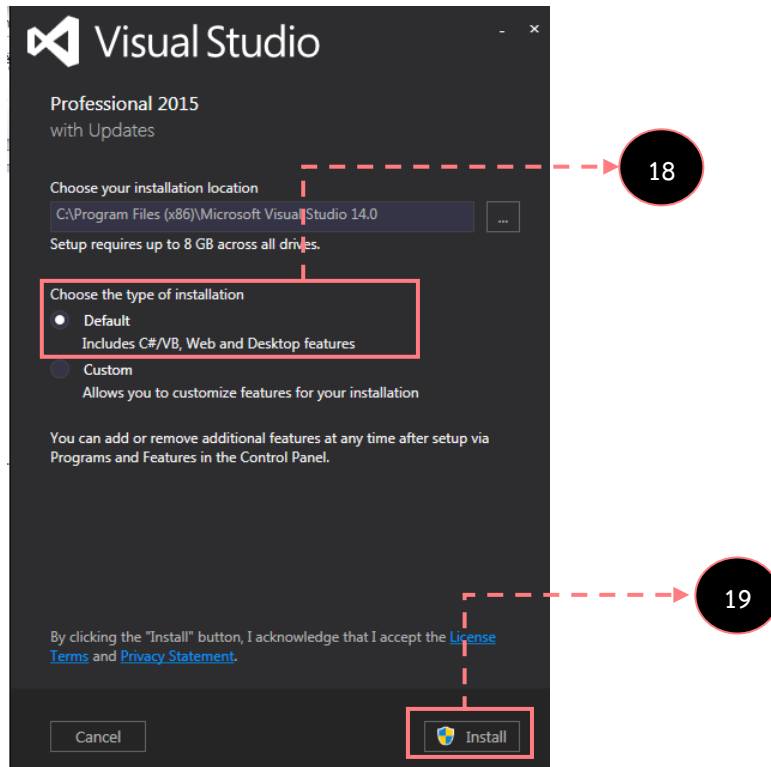 Visual Studio
Professional 2015
with Updates
18
Choose your installation location
C:\Program Files (x86)\Microsoft Visual Studio 14.0
...
Setup requires up to 8 GB across all drives.
Choose the type of installation
Default
Includes C#/VB, Web and Desktop features
Custom
Allows you to customize features for your installation
You can add or remove additional features at any time after setup via
Programs and Features in the Control Panel.
19
By clicking the "Install" button, I acknowledge that I accept the License
Terms and Privacy Statement.
Cancel
Install